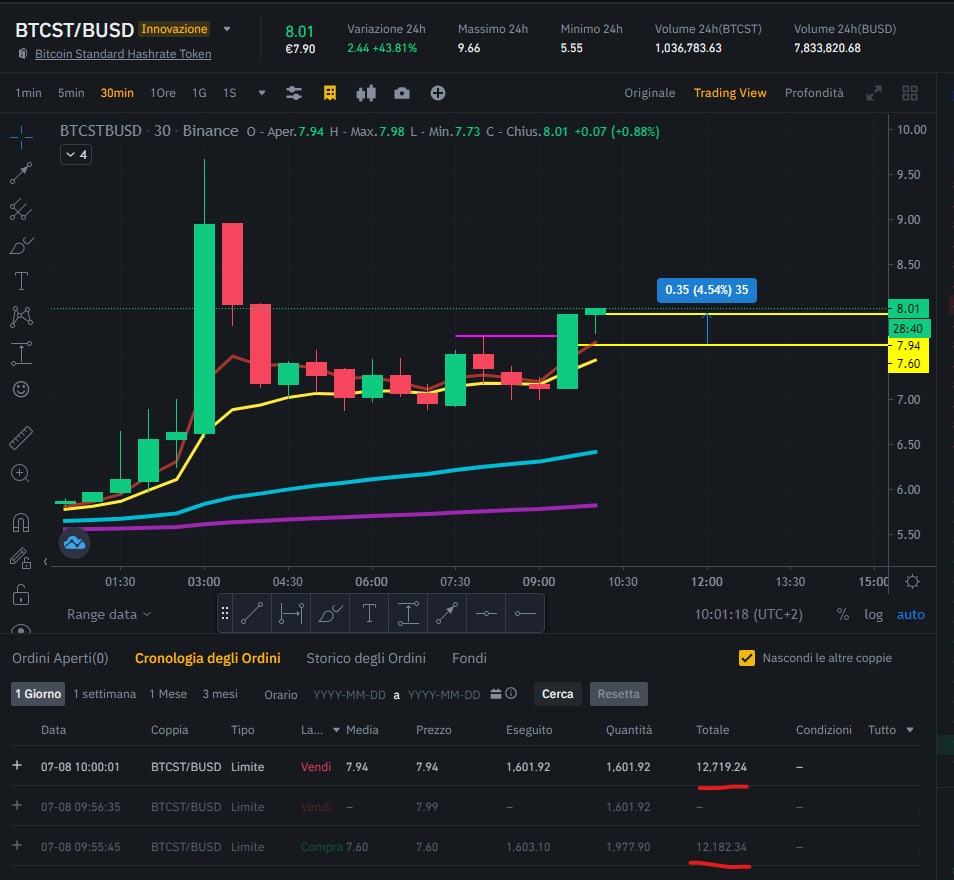 BTCST/BUSD Innovazione
Bitcoin Standard Hashrate Token
8.01
€7.90
Variazione 24h
2.44 +43.81%
Massimo 24h
9.66
Minimo 24h
5.55
Volume 24h(BTCST)
1,036,783.63
Volume 24h(BUSD)
7,833,820.68
1min 5min 30min 1Ore 1G 1S
Originale Trading View Profondità
BTCSTBUSD · 30 · Binance O - Aper.7.94 H - Max.7.98 L - Min.7.73 C - Chius.8.01 +0.07 (+0.88%)
4
10.00
9.50
9.00
8.50
0.35 (4.54%) 35
8.01
28:40
7.94
7.60
7.00
6.50
6.00
5.50
01:30 03:00 04:30 06:00 07:30 09:00 10:30 12:00 13:30 15:00
Range data
T
10:01:18 (UTC+2) % log auto
Ordini Aperti(0) Cronologia degli Ordini Storico degli Ordini Fondi
Nascondi le altre coppie
1 Giorno 1 settimana 1 Mese 3 mesi Orario YYYY-MM-DD a YYYY-MM-DD Cerca Resetta
Data Coppia Tipo La... Media Prezzo Eseguito Quantità Totale Condizioni Tutto
07-08 10:00:01 BTCST/BUSD Limite Vendi 7.94 7.94 1,601.92 1,601.92 12,719.24 –
07-08 09:56:35 BTCST/BUSD Limite Vendi – 7.99 – 1,601.92 – –
07-08 09:55:45 BTCST/BUSD Limite Compra 7.60 7.60 1,603.10 1,977.90 12,182.34 –